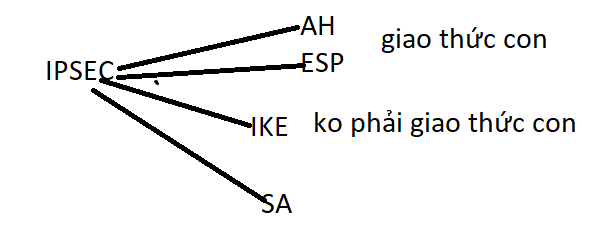 AH
giao thức con
ESP
IPSEC
IKE ko phải giao thức con
SA